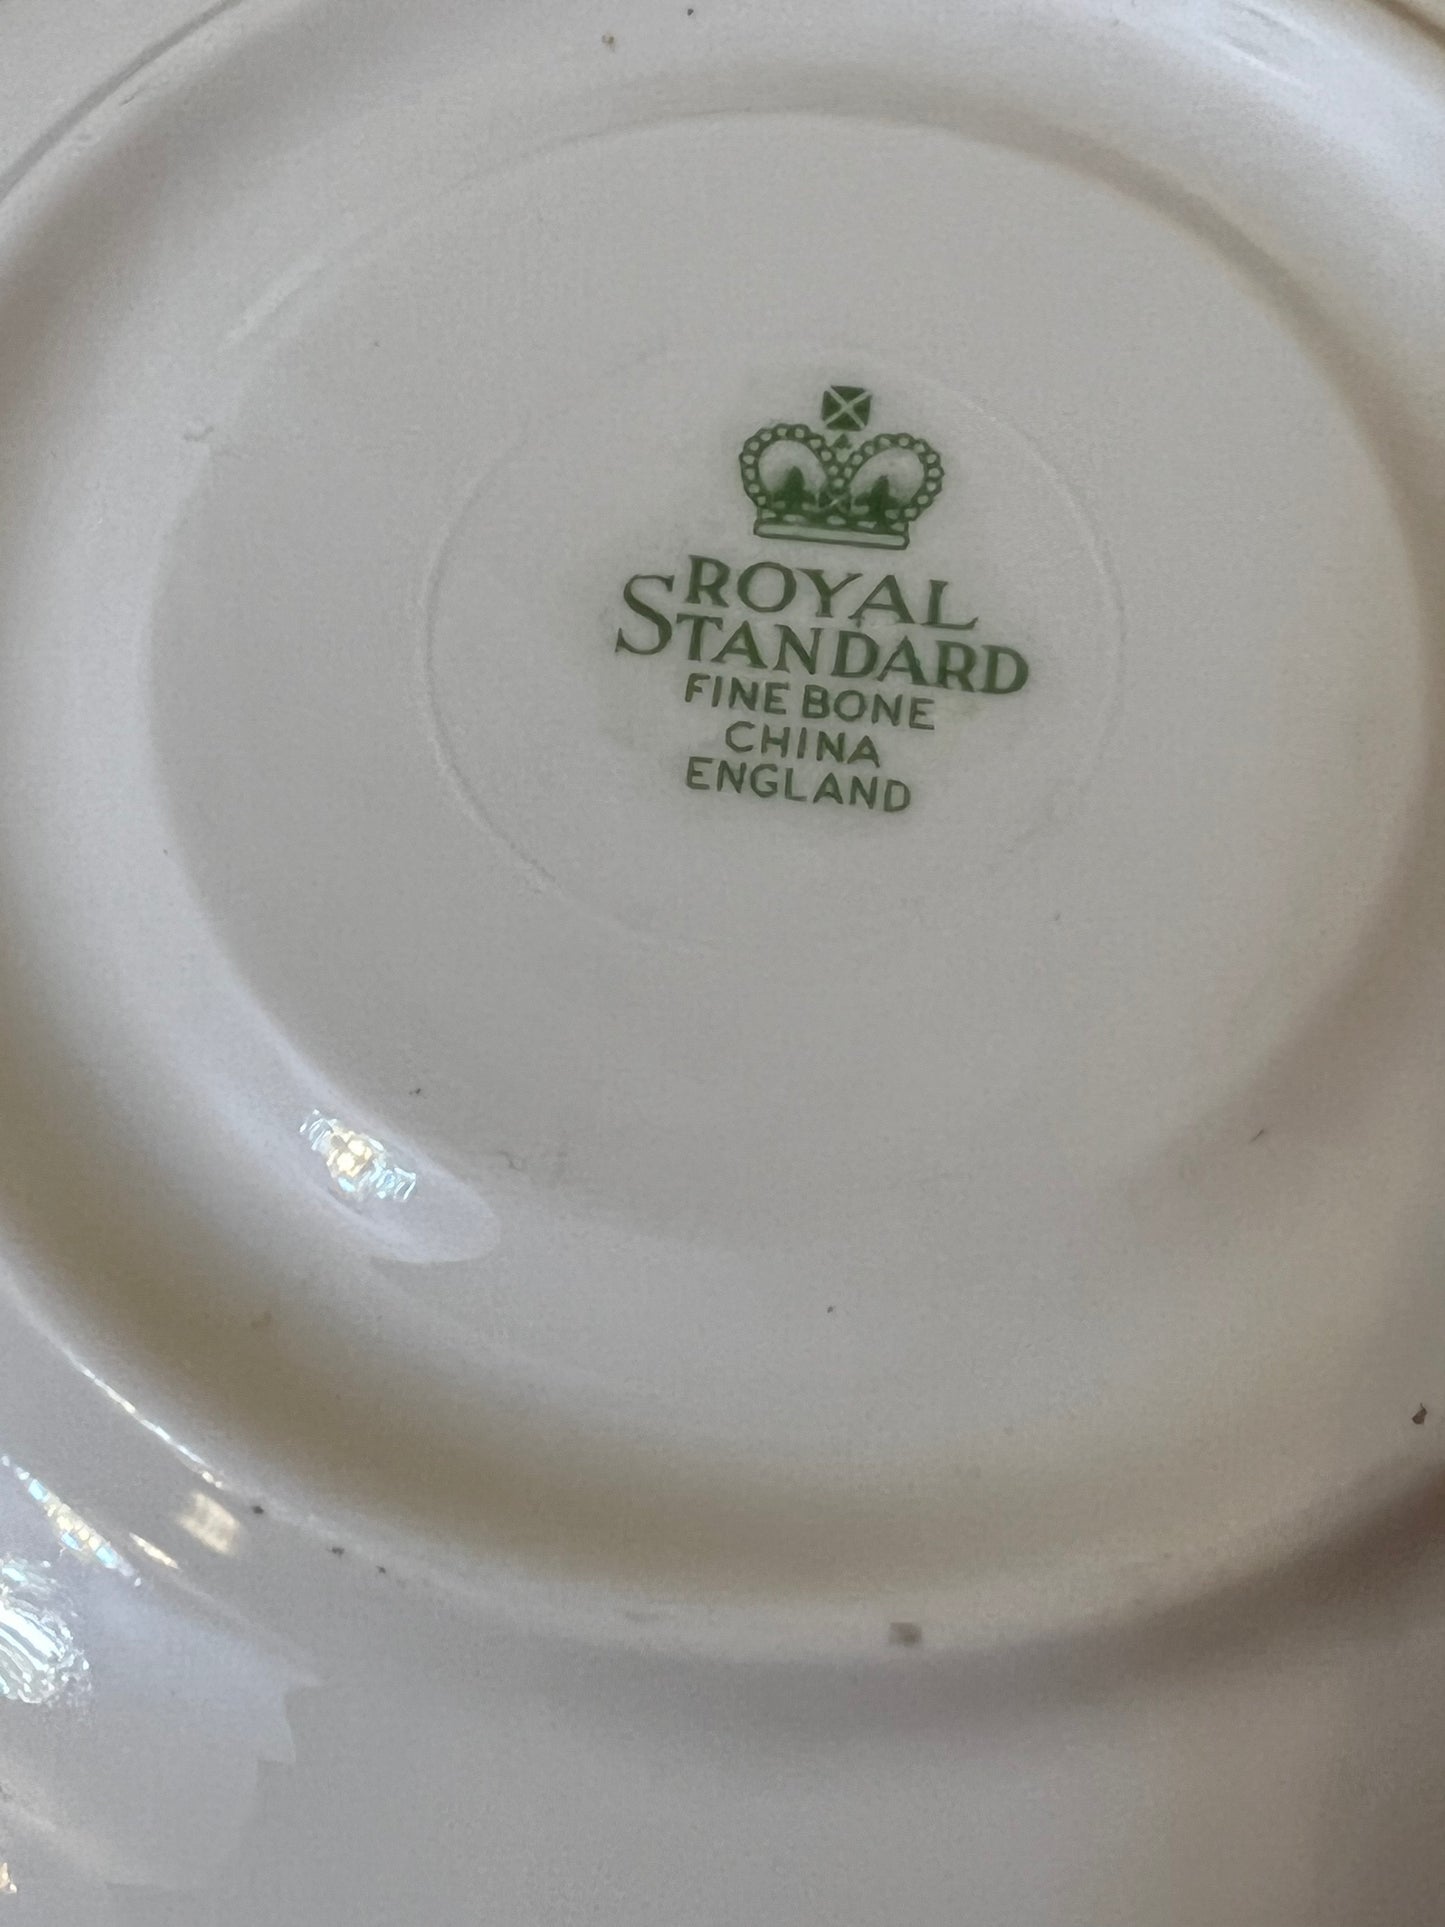 ROYAL
STANDARD
FINE BONE
CHINA
ENGLAND